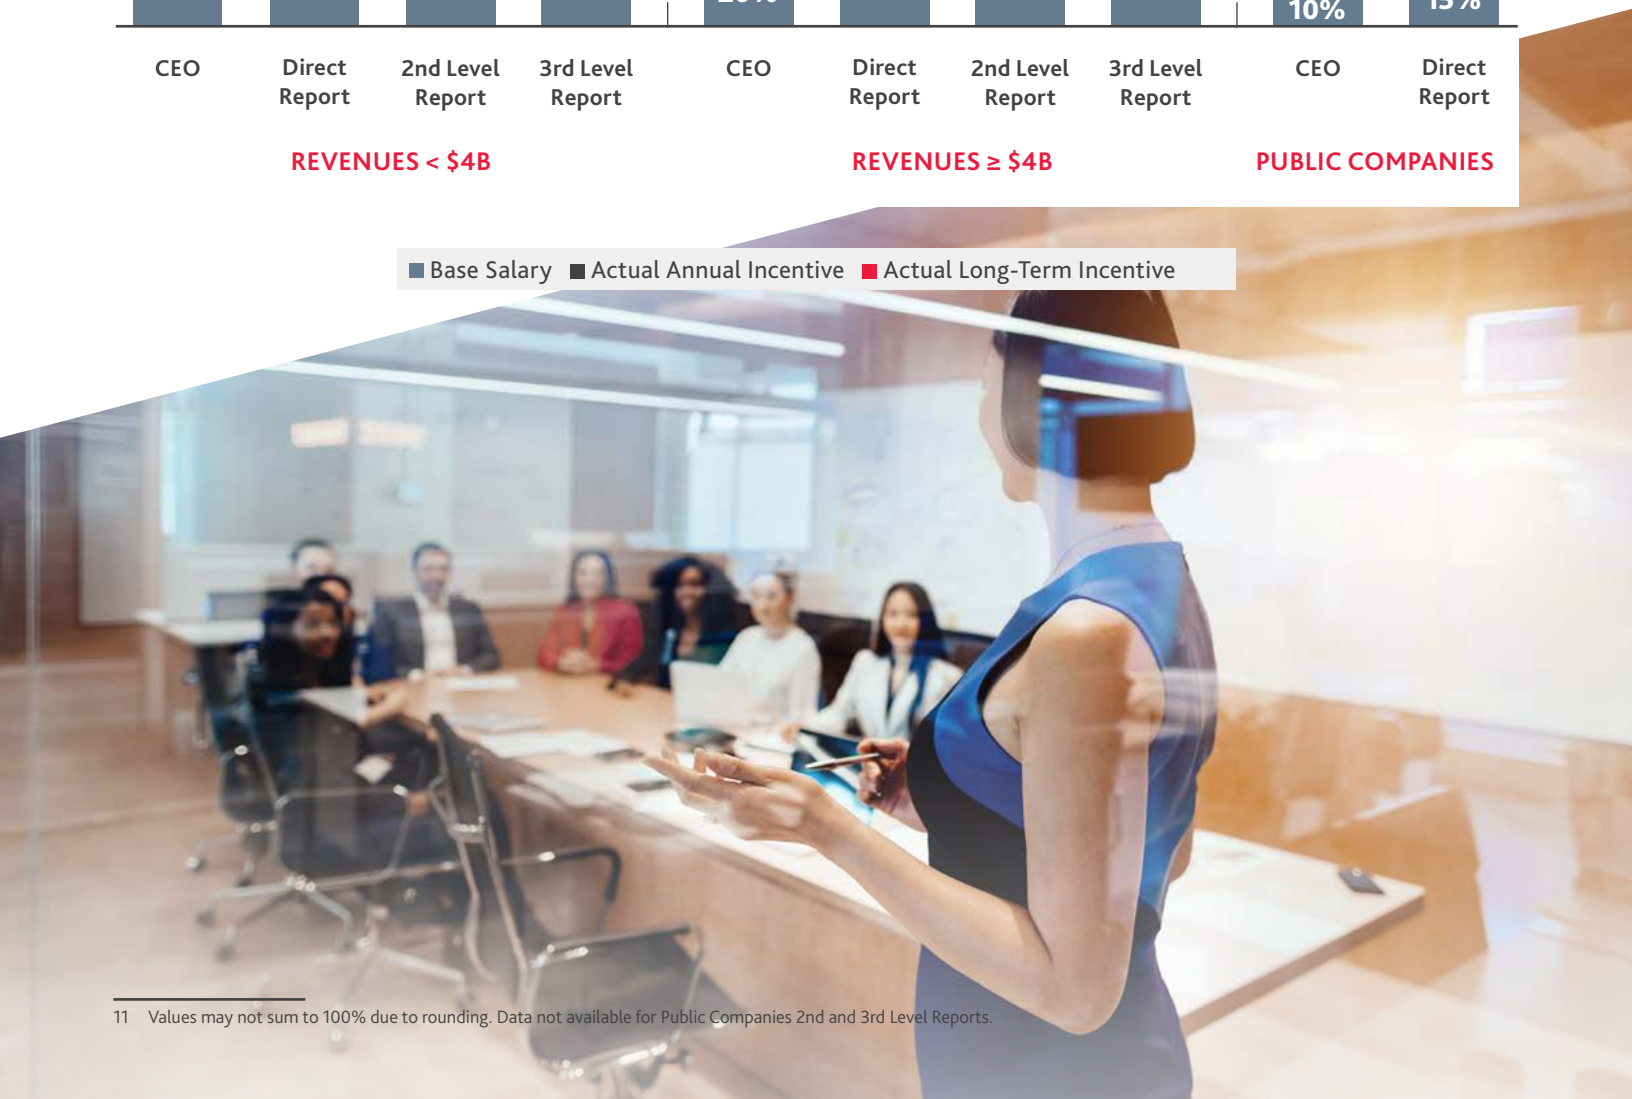 10%
CEO Direct 2nd Level 3rd Level CEO Direct 2nd Level 3rd Level CEO Direct
Report Report Report Report Report Report Report
REVENUES < $4B REVENUES ≥ $4B PUBLIC COMPANIES
Base Salary Actual Annual Incentive Actual Long-Term Incentive
11 Values may not sum to 100% due to rounding. Data not available for Public Companies 2nd and 3rd Level Reports.